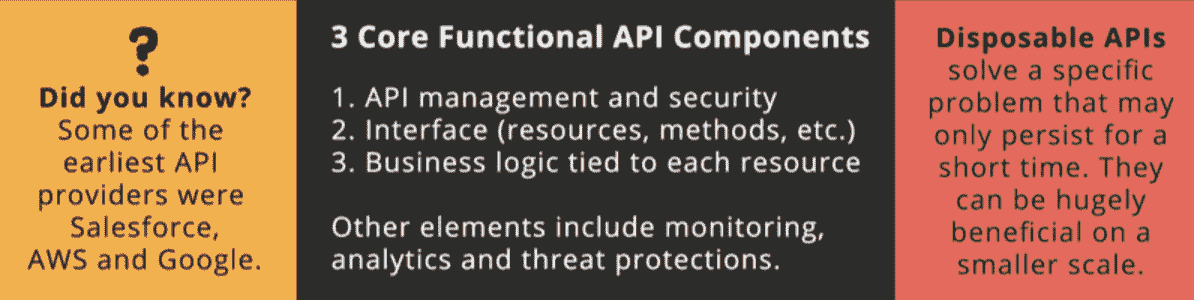 ?
Did you know?
Some of the
earliest API
providers were
Salesforce,
AWS and Google.
3 Core Functional API Components
1. API management and security
2. Interface (resources, methods, etc.)
3. Business logic tied to each resource
Other elements include monitoring,
analytics and threat protections.
Disposable APIs
solve a specific
problem that may
only persist for a
short time. They
can be hugely
beneficial on a
smaller scale.